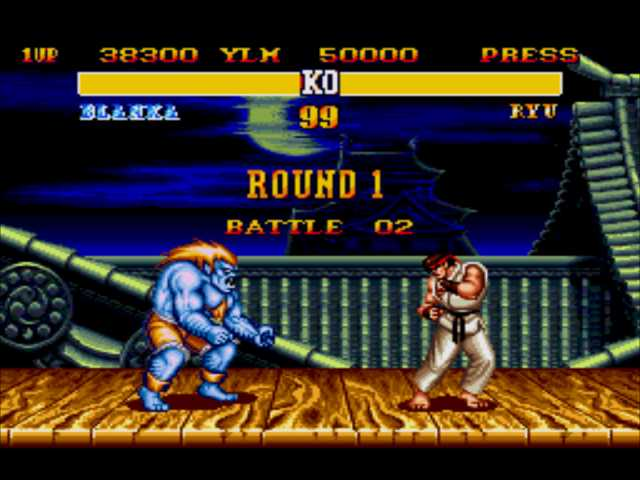 1UP 38300 YLM 50000 PRESS
KO
BLANKA 99 RYU
ROUND 1
BATTLE 02